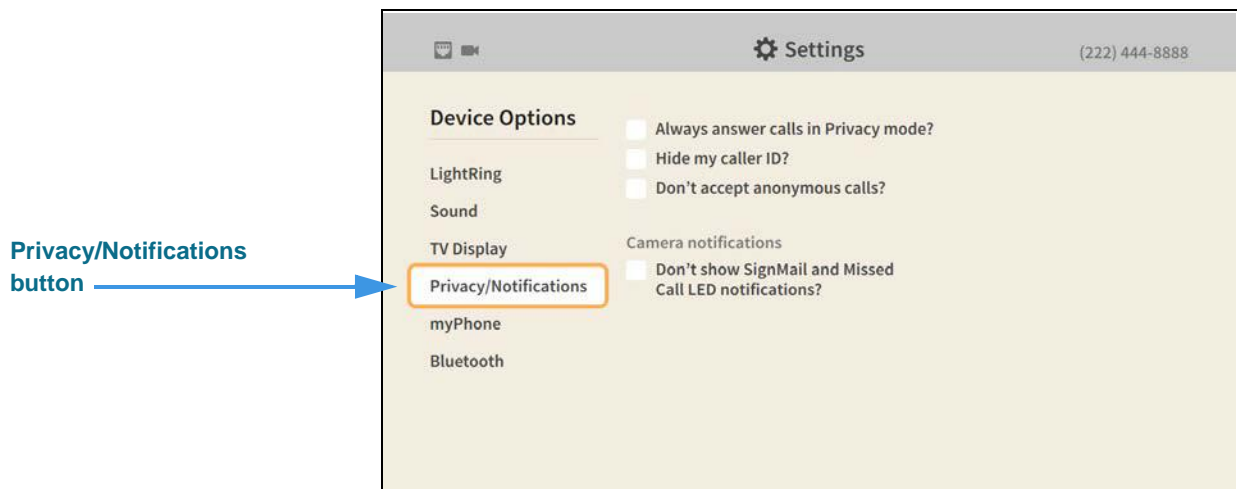 Settings
(222) 444-8888
Device Options
LightRing
Sound
TV Display
Privacy/Notifications
myPhone
Bluetooth
Always answer calls in Privacy mode?
Hide my caller ID?
Don't accept anonymous calls?
Camera notifications
Don't show SignMail and Missed
Call LED notifications?
Privacy/Notifications
button